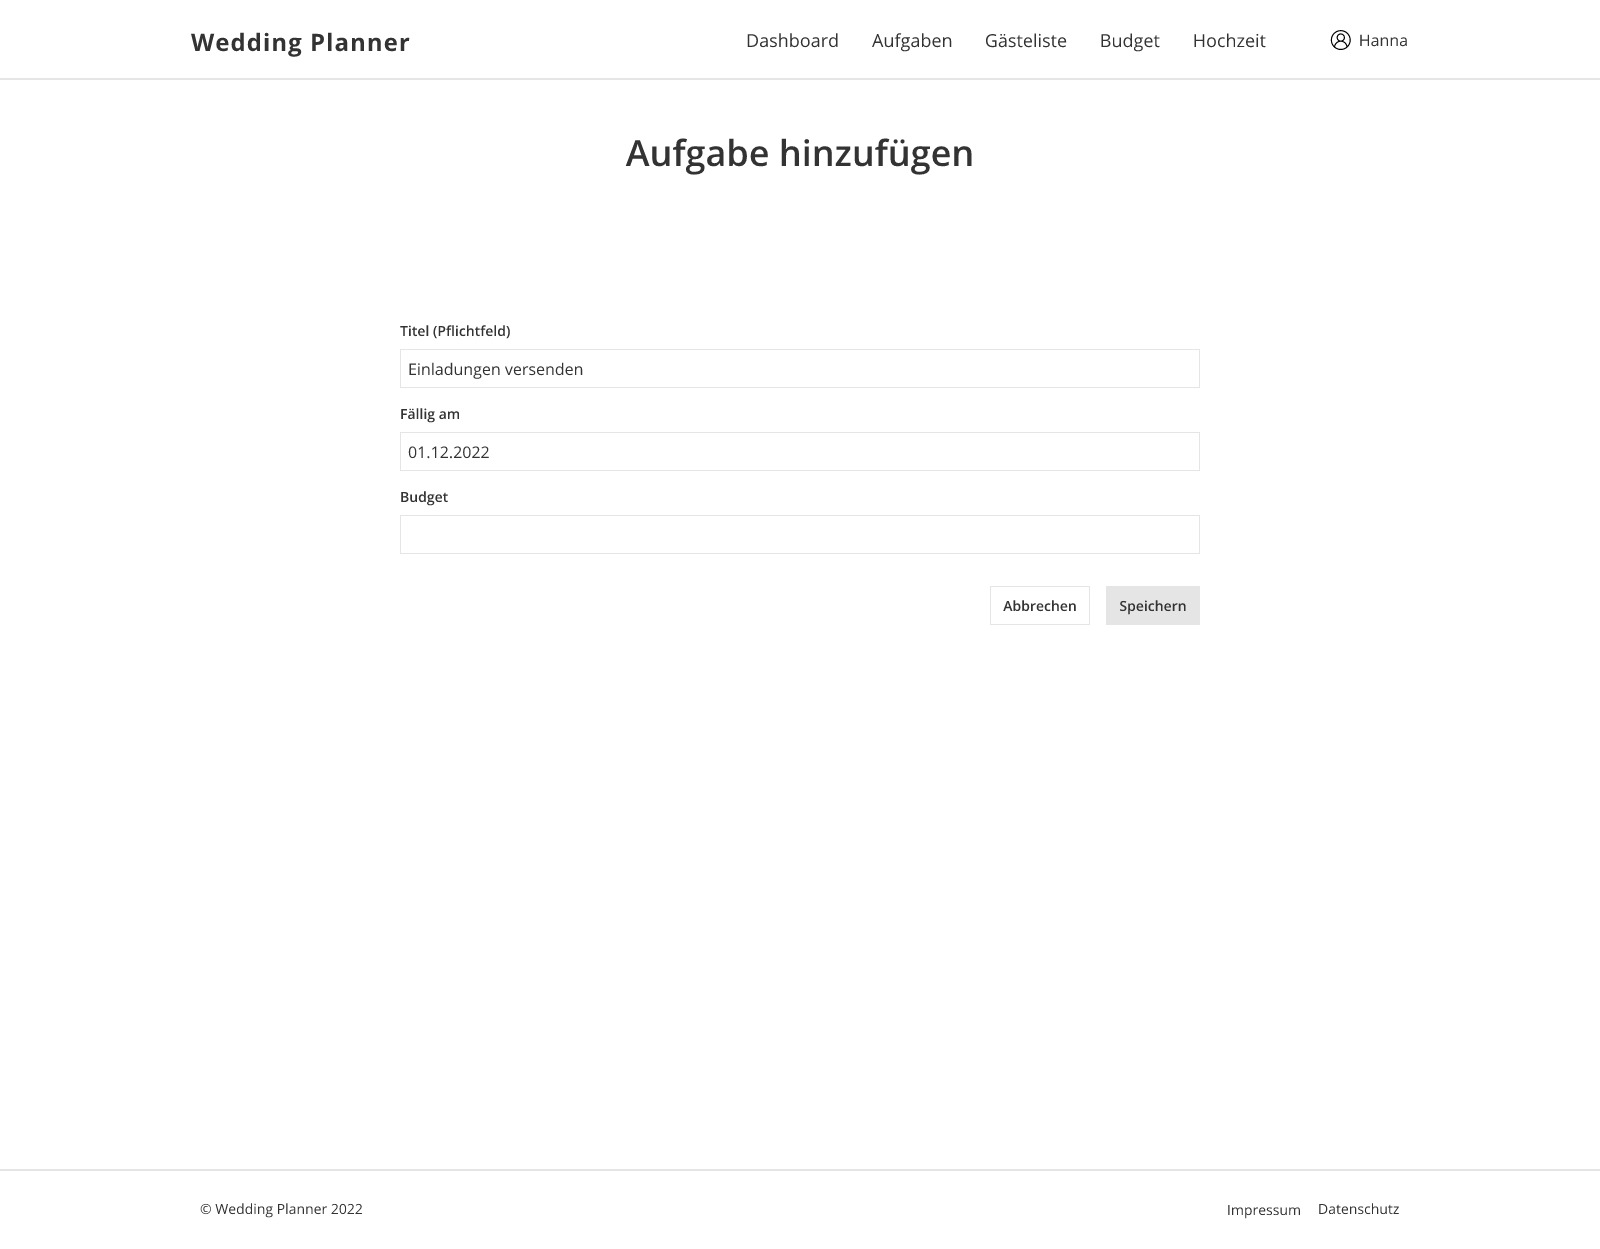 Wedding Planner
Dashboard Aufgaben Gästeliste Budget Hochzeit Hanna
Aufgabe hinzufügen
Titel (Pflichtfeld)
Einladungen versenden
Fällig am
01.12.2022
Budget
Abbrechen Speichern
© Wedding Planner 2022
Impressum Datenschutz